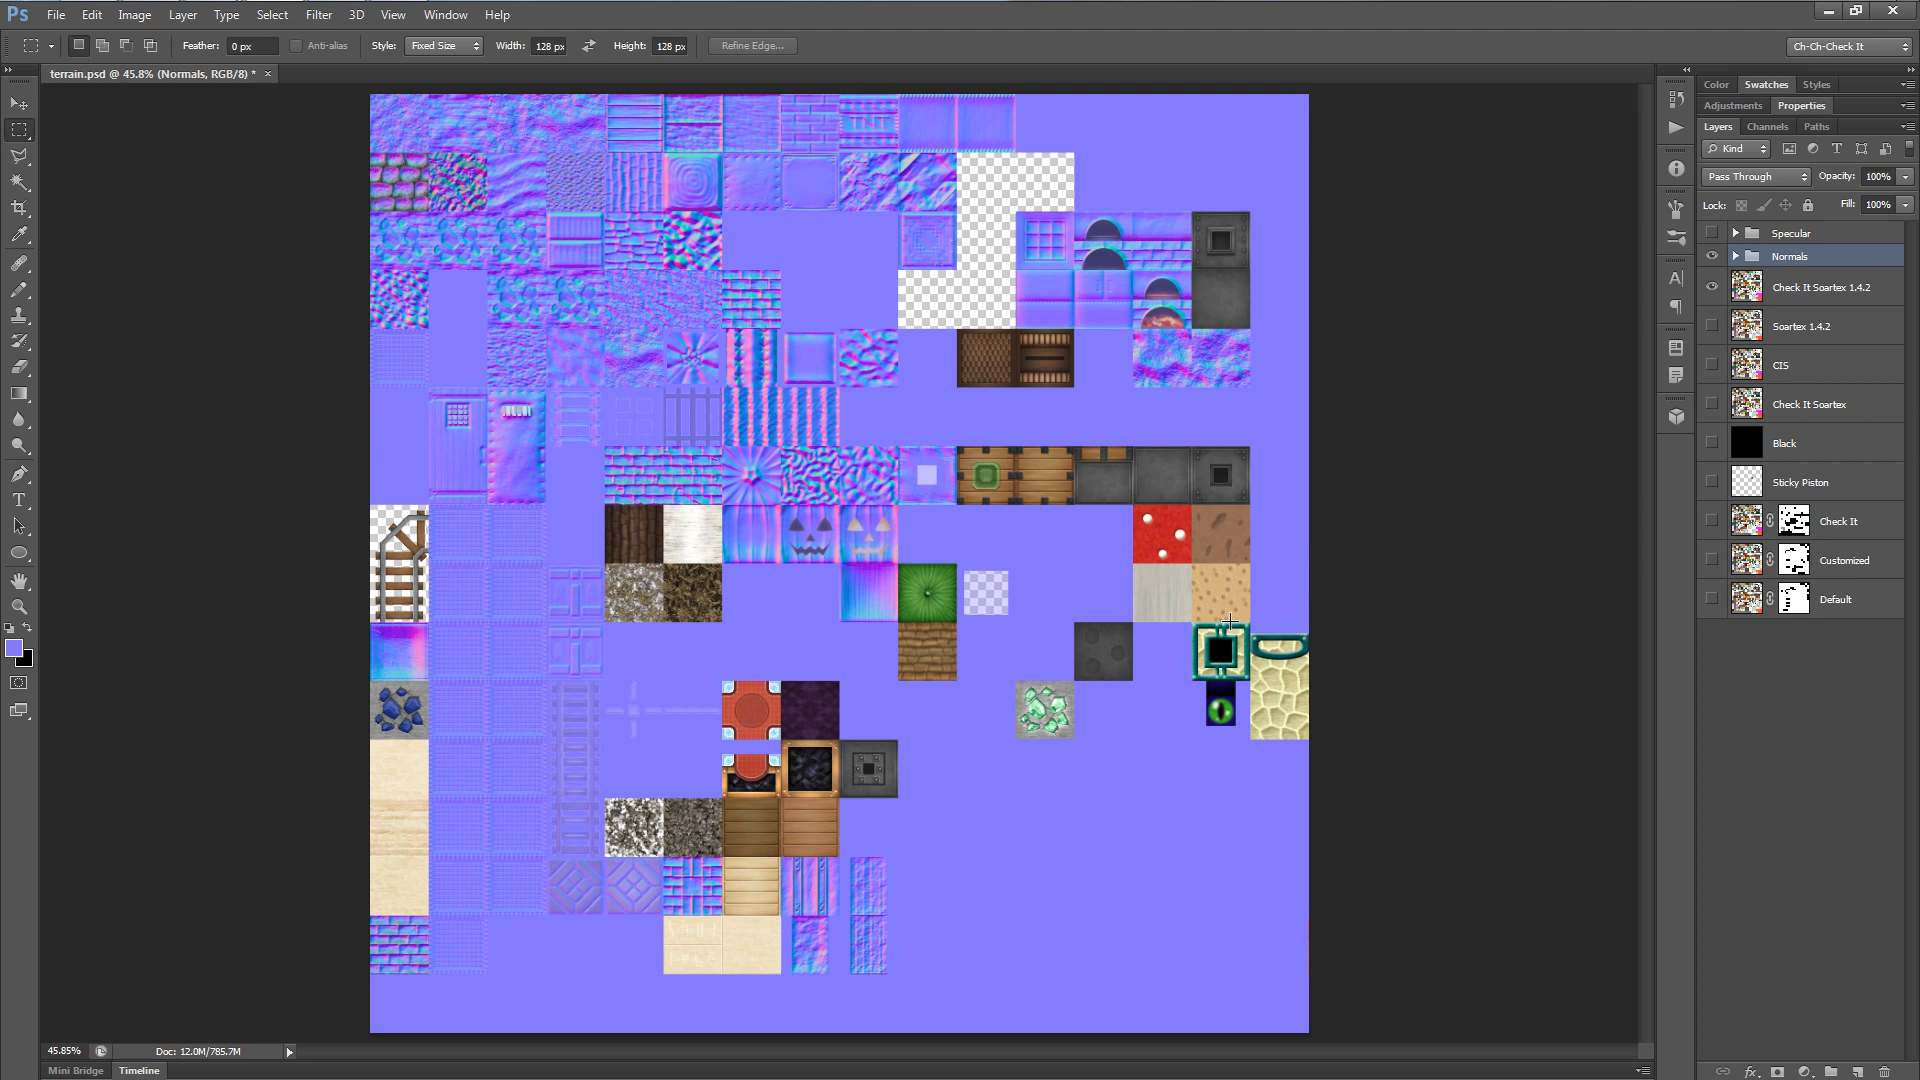 Ps File Edit Image Layer Type Select Filter 3D View Window Help
Feather: 0 px Anti-alias Style: Fixed Size Width: 128 px Height: 128 px Refine Edge... Ch-Ch-Check It
terrain.psd @ 45.8% (Normals, RGB/8) * ×
Color Swatches Styles
Adjustments Properties
Layers Channels Paths
Kind
Pass Through Opacity: 100%
Lock: Fill: 100%
Specular
Normals
Check It Soartex 1.4.2
Soartex 1.4.2
CIS
Check It Soartex
Black
Sticky Piston
Check It
Customized
Default
TNT
45.85% Doc: 12.0M/785.7M
Mini Bridge Timeline